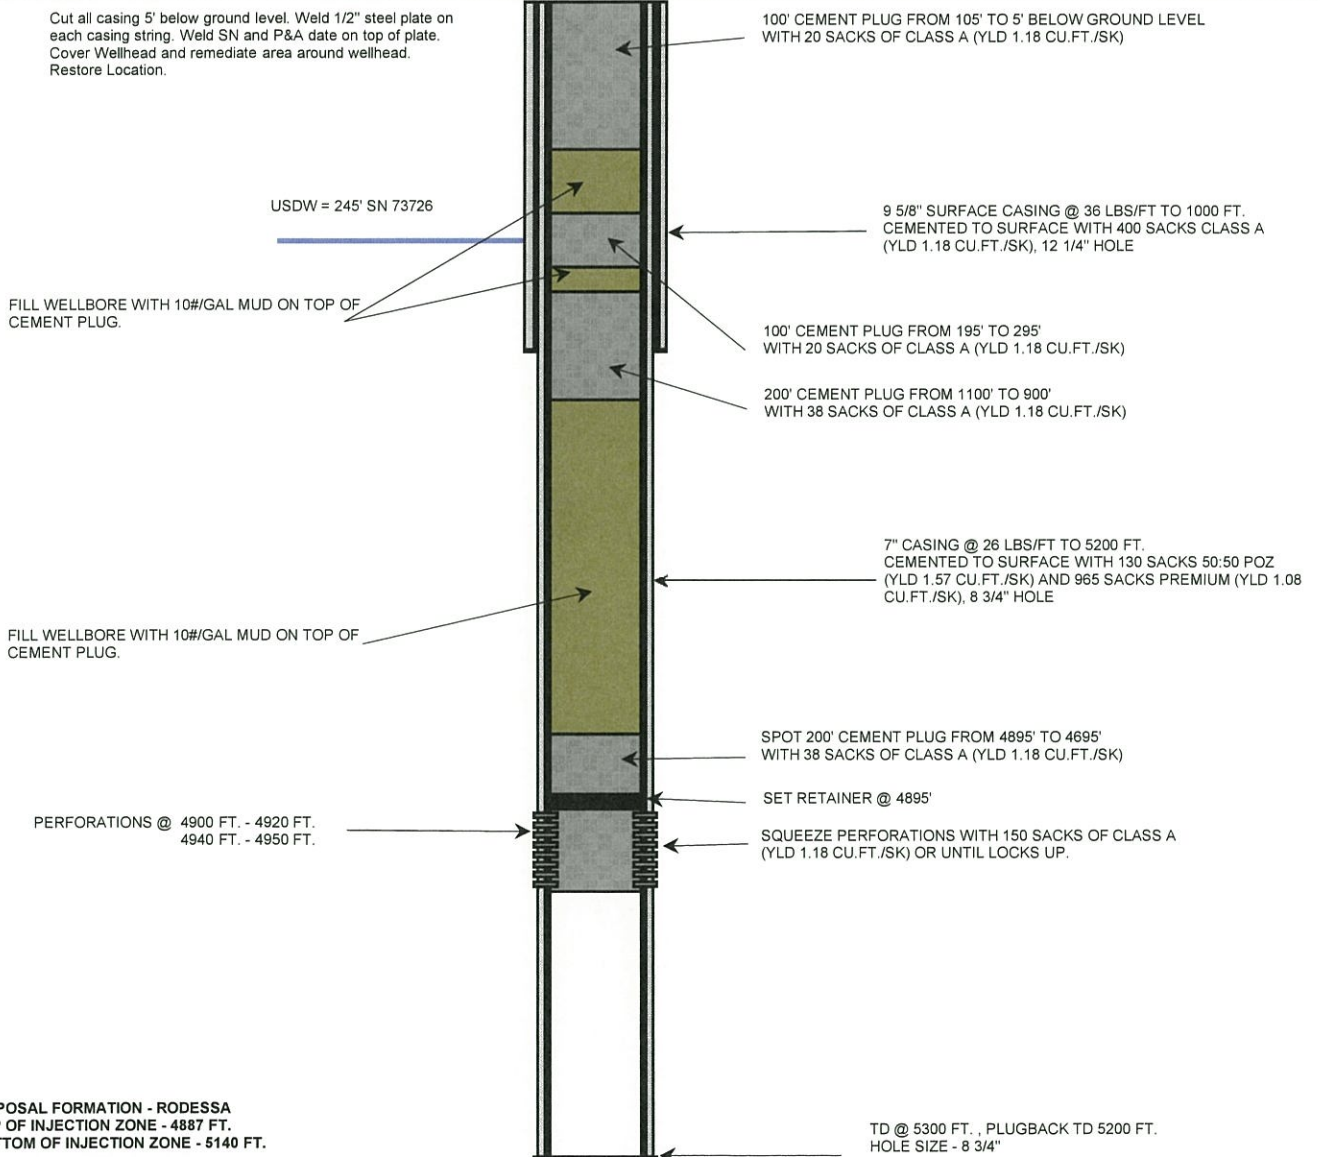 Cut all casing 5' below ground level. Weld 1/2" steel plate on
each casing string. Weld SN and P&A date on top of plate.
Cover Wellhead and remediate area around wellhead.
Restore Location.
100' CEMENT PLUG FROM 105' TO 5' BELOW GROUND LEVEL
WITH 20 SACKS OF CLASS A (YLD 1.18 CU.FT./SK)
USDW = 245' SN 73726
9 5/8" SURFACE CASING @ 36 LBS/FT TO 1000 FT.
CEMENTED TO SURFACE WITH 400 SACKS CLASS A
(YLD 1.18 CU.FT./SK), 12 1/4" HOLE
FILL WELLBORE WITH 10#/GAL MUD ON TOP OF
CEMENT PLUG.
100' CEMENT PLUG FROM 195' TO 295'
WITH 20 SACKS OF CLASS A (YLD 1.18 CU.FT./SK)
200' CEMENT PLUG FROM 1100' TO 900'
WITH 38 SACKS OF CLASS A (YLD 1.18 CU.FT./SK)
7" CASING @ 26 LBS/FT TO 5200 FT.
CEMENTED TO SURFACE WITH 130 SACKS 50:50 POZ
(YLD 1.57 CU.FT./SK) AND 965 SACKS PREMIUM (YLD 1.08
CU.FT./SK), 8 3/4" HOLE
FILL WELLBORE WITH 10#/GAL MUD ON TOP OF
CEMENT PLUG.
SPOT 200' CEMENT PLUG FROM 4895' TO 4695'
WITH 38 SACKS OF CLASS A (YLD 1.18 CU.FT./SK)
SET RETAINER @ 4895'
PERFORATIONS @ 4900 FT. - 4920 FT.
4940 FT. - 4950 FT.
SQUEEZE PERFORATIONS WITH 150 SACKS OF CLASS A
(YLD 1.18 CU.FT./SK) OR UNTIL LOCKS UP.
POSAL FORMATION - RODESSA
OF INJECTION ZONE - 4887 FT.
TOM OF INJECTION ZONE - 5140 FT.
TD @ 5300 FT. , PLUGBACK TD 5200 FT.
HOLE SIZE - 8 3/4"